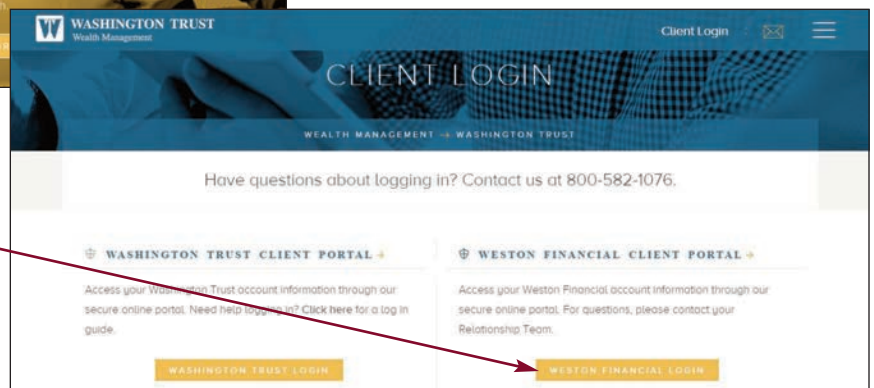 WASHINGTON TRUST
Wealth Management
Client Login
CLIENT LOGIN
WEALTH MANAGEMENT → WASHINGTON TRUST
Have questions about logging in? Contact us at 800-582-1076.
WASHINGTON TRUST CLIENT PORTAL →
Access your Washington Trust account information through our
secure online portal. Need help logging in? Click here for a log in
guide.
WASHINGTON TRUST LOGIN
WESTON FINANCIAL CLIENT PORTAL →
Access your Weston Financial account information through our
secure online portal. For questions, please contact your
Relationship Team.
WESTON FINANCIAL LOGIN